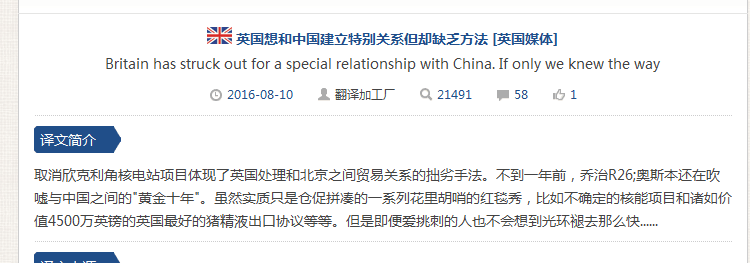 英国想和中国建立特别关系但却缺乏方法 [英国媒体]
Britain has struck out for a special relationship with China. If only we knew the way
2016-08-10 翻译加工厂 21491 58 1
译文简介
取消欣克利角核电站项目体现了英国处理和北京之间贸易关系的拙劣手法。不到一年前，乔治R26;奥斯本还在吹
嘘与中国之间的"黄金十年"。虽然实质只是仓促拼凑的一系列花里胡哨的红毯秀，比如不确定的核能项目和诸如价
值4500万英镑的英国最好的猪精液出口协议等等。但是即便爱挑刺的人也不会想到光环褪去那么快......